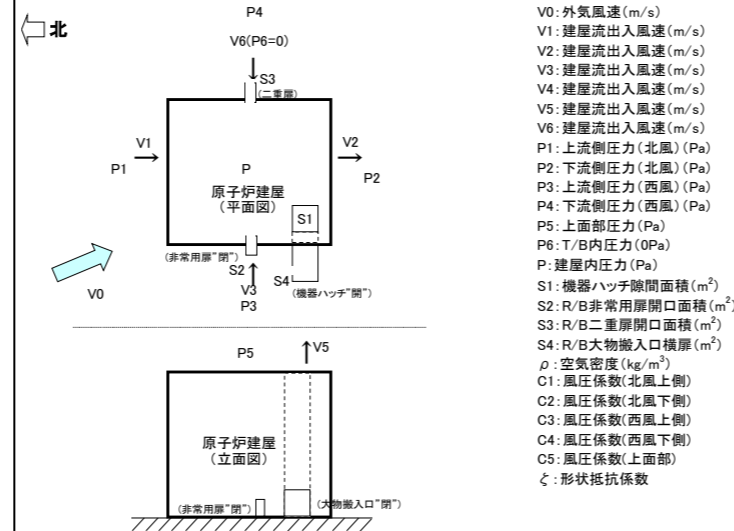 P4
北
V6(P6=0)
S3
(二重扉)
V1
V2
P1
P
P2
原子炉建屋
(平面図)
S1
(非常用扉"閉")
S2
S4
(機器ハッチ"開")
V0
V3
P3
P5
V5
原子炉建屋
(立面図)
(非常用扉"閉")
(大物搬入口"閉")
V0:外気風速(m/s)
V1:建屋流出入風速(m/s)
V2:建屋流出入風速(m/s)
V3:建屋流出入風速(m/s)
V4:建屋流出入風速(m/s)
V5:建屋流出入風速(m/s)
V6:建屋流出入風速(m/s)
P1:上流側圧力(北風)(Pa)
P2:下流側圧力(北風)(Pa)
P3:上流側圧力(西風)(Pa)
P4:下流側圧力(西風)(Pa)
P5:上面部圧力(Pa)
P6:T/B内圧力(0Pa)
P:建屋内圧力(Pa)
S1:機器ハッチ隙間面積(m²)
S2:R/B非常用扉開口面積(m²)
S3:R/B二重扉開口面積(m²)
S4:R/B大物搬入口横扉(m²)
ρ:空気密度(kg/m³)
C1:風圧係数(北風上側)
C2:風圧係数(北風下側)
C3:風圧係数(西風上側)
C4:風圧係数(西風下側)
C5:風圧係数(上面部)
ζ:形状抵抗係数